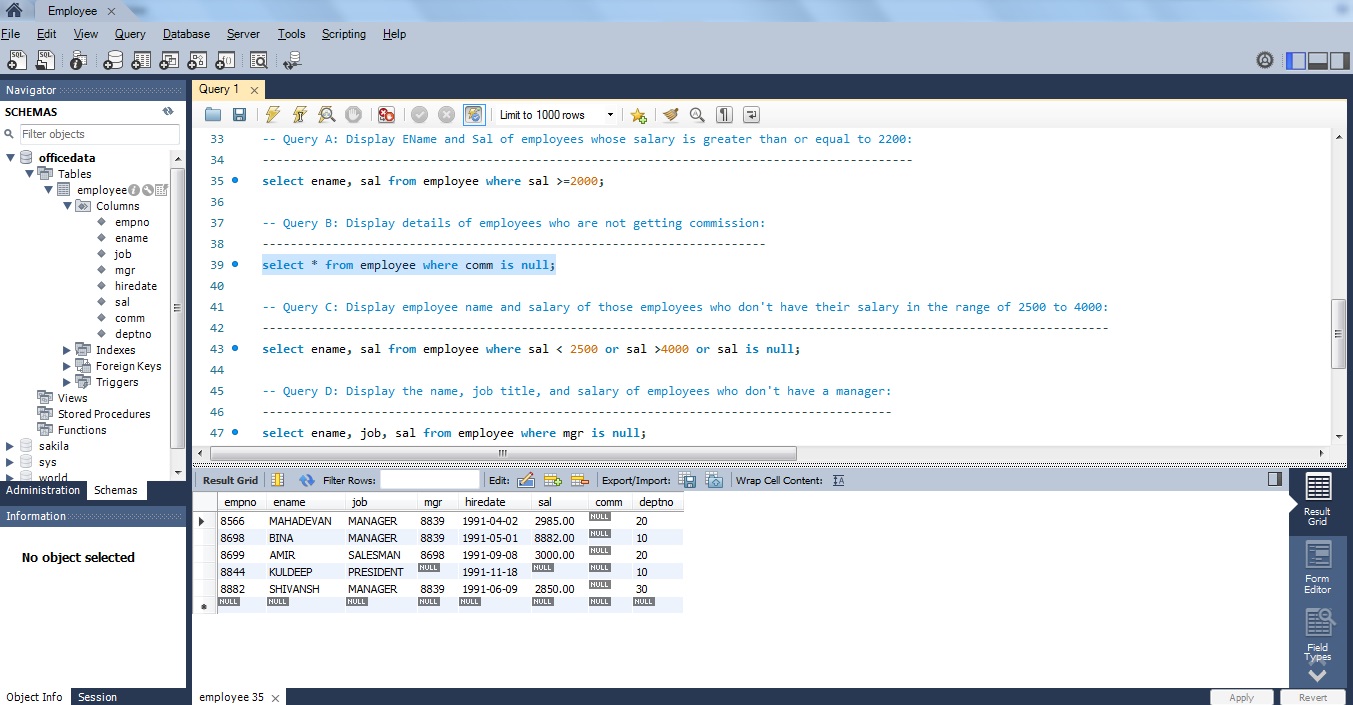 Employee ×
File Edit View Query Database Server Tools Scripting Help
Navigator
SCHEMAS
Filter objects
officedata
Tables
employee
Columns
empno
ename
job
mgr
hiredate
sal
comm
deptno
Indexes
Foreign Keys
Triggers
Views
Stored Procedures
Functions
sakila
sys
world
Administration Schemas
Information
No object selected
Object Info Session
Query 1 ×
Limit to 1000 rows
33 -- Query A: Display EName and Sal of employees whose salary is greater than or equal to 2200:
34 ---------------------------------------------------------------------------------------------
35 select ename, sal from employee where sal >=2000;
36
37 -- Query B: Display details of employees who are not getting commission:
38 ------------------------------------------------------------------------
39 select * from employee where comm is null;
40
41 -- Query C: Display employee name and salary of those employees who don't have their salary in the range of 2500 to 4000:
42 -------------------------------------------------------------------------------------------------------------------------
43 select ename, sal from employee where sal < 2500 or sal >4000 or sal is null;
44
45 -- Query D: Display the name, job title, and salary of employees who don't have a manager:
46 ------------------------------------------------------------------------------------------
47 select ename, job, sal from employee where mgr is null;
Result Grid Filter Rows: Edit: Export/Import: Wrap Cell Content: IA
empno ename job mgr hiredate sal comm deptno
8566 MAHADEVAN MANAGER 8839 1991-04-02 2985.00 NULL 20
8698 BINA MANAGER 8839 1991-05-01 8882.00 NULL 10
8699 AMIR SALESMAN 8698 1991-09-08 3000.00 NULL 20
8844 KULDEEP PRESIDENT NULL 1991-11-18 NULL NULL 10
8882 SHIVANSH MANAGER 8839 1991-06-09 2850.00 NULL 30
NULL NULL NULL NULL NULL NULL NULL NULL
Result
Grid
Form
Editor
Field
Types
employee 35 ×
Apply Revert